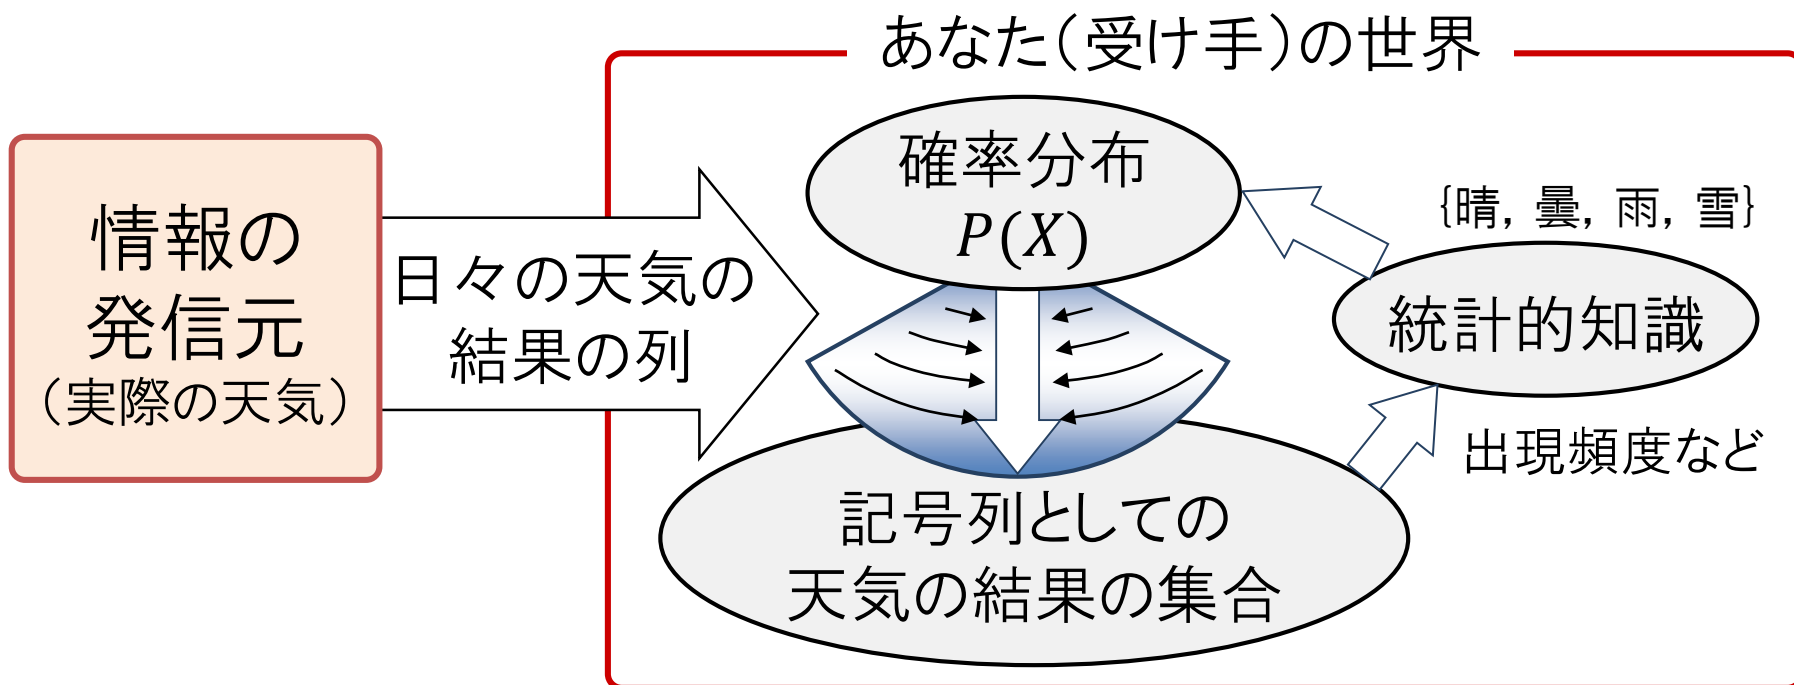 あなた（受け手）の世界
情報の
発信元
（実際の天気）
日々の天気の
結果の列
確率分布
P(X)
{晴, 曇, 雨, 雪}
統計的知識
出現頻度など
記号列としての
天気の結果の集合